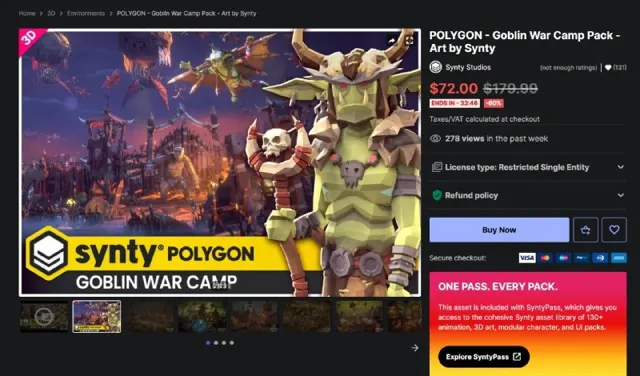 Home > 3D > Environments > POLYGON - Goblin War Camp Pack - Art by Synty
3D
synty® POLYGON
GOBLIN WAR CAMP
POLYGON - Goblin War Camp Pack -
Art by Synty
Synty Studios
(not enough ratings) | ♥ (131)
$72.00 $179.99
ENDS IN - 32:46 -60%
Taxes/VAT calculated at checkout
278 views in the past week
License type: Restricted Single Entity
Refund policy
Buy Now
Secure checkout: VISA
ONE PASS. EVERY PACK.
This asset is included with SyntyPass, which gives you
access to the cohesive Synty asset library of 130+
animation, 3D art, modular character, and UI packs.
Explore SyntyPass